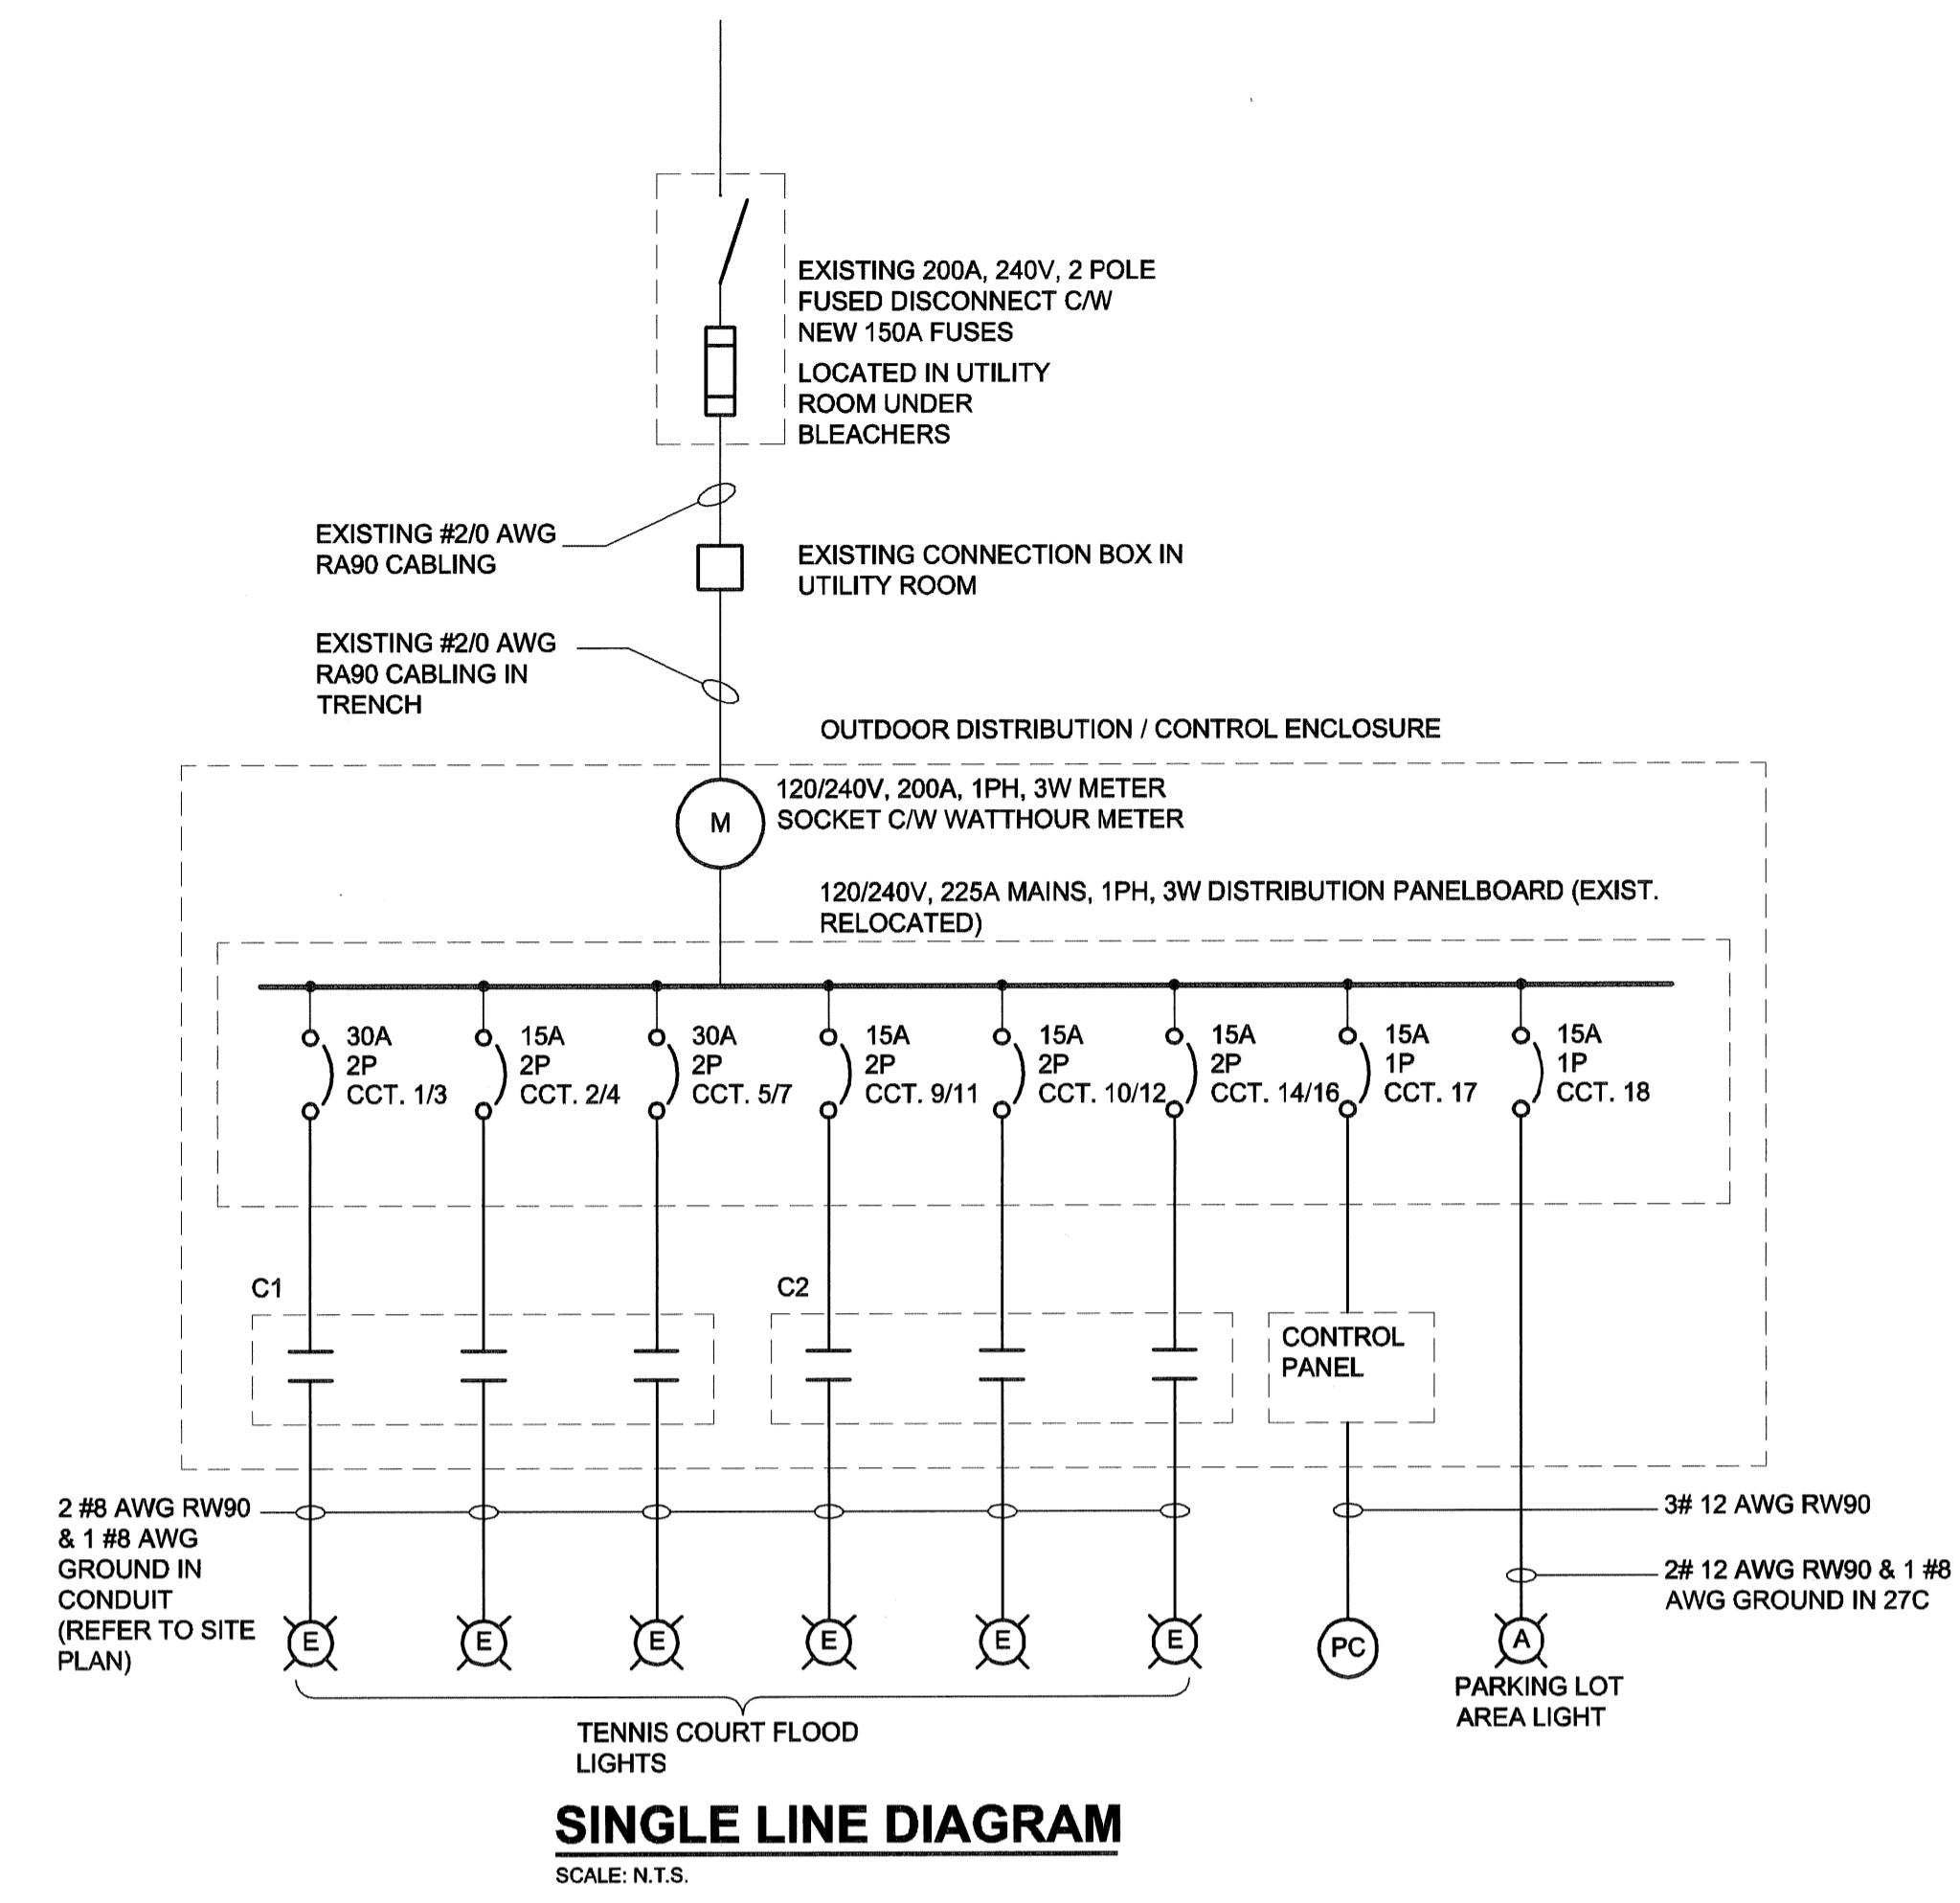 EXISTING 200A, 240V, 2 POLE
FUSED DISCONNECT C/W
NEW 150A FUSES
LOCATED IN UTILITY
ROOM UNDER
BLEACHERS
EXISTING #2/0 AWG
RA90 CABLING
EXISTING CONNECTION BOX IN
UTILITY ROOM
EXISTING #2/0 AWG
RA90 CABLING IN
TRENCH
OUTDOOR DISTRIBUTION / CONTROL ENCLOSURE
M
120/240V, 200A, 1PH, 3W METER
SOCKET C/W WATTHOUR METER
120/240V, 225A MAINS, 1PH, 3W DISTRIBUTION PANELBOARD (EXIST.
RELOCATED)
30A
2P
CCT. 1/3
15A
2P
CCT. 2/4
30A
2P
CCT. 5/7
15A
2P
CCT. 9/11
15A
2P
CCT. 10/12
15A
2P
CCT. 14/16
15A
1P
CCT. 17
15A
1P
CCT. 18
C1
C2
CONTROL
PANEL
2 #8 AWG RW90
& 1 #8 AWG
GROUND IN
CONDUIT
(REFER TO SITE
PLAN)
3# 12 AWG RW90
2# 12 AWG RW90 & 1 #8
AWG GROUND IN 27C
E
E
E
E
E
E
PC
A
PARKING LOT
AREA LIGHT
TENNIS COURT FLOOD
LIGHTS
SINGLE LINE DIAGRAM
SCALE: N.T.S.